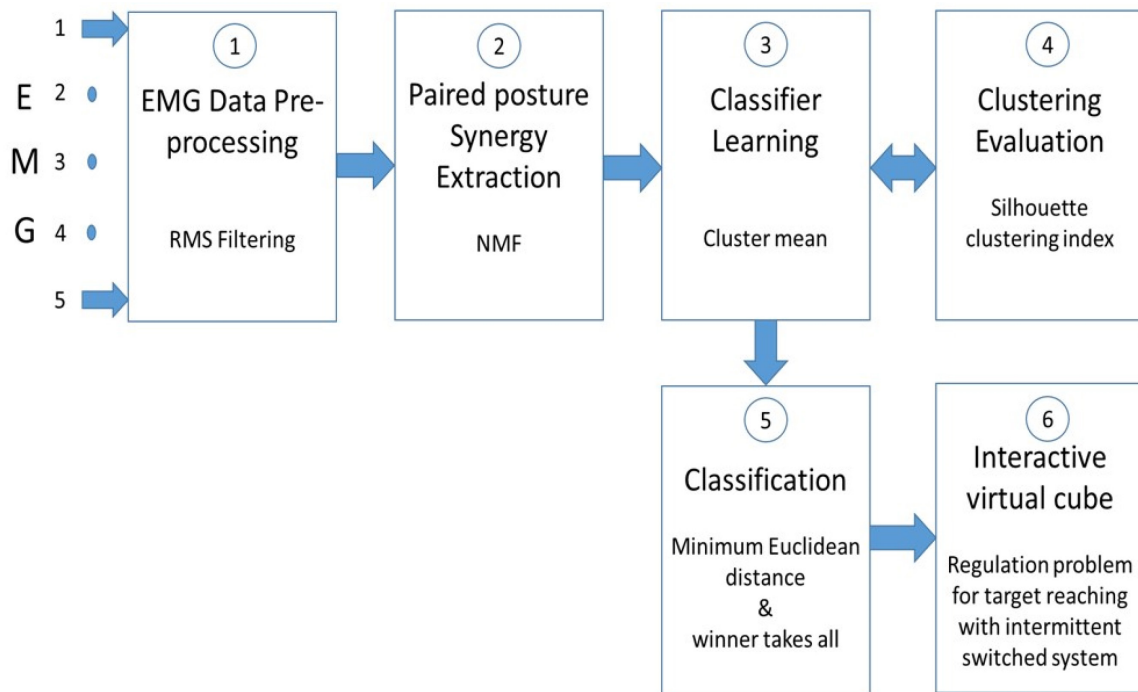 1
E 2
M 3
G 4
5
1
EMG Data Pre-
processing
RMS Filtering
2
Paired posture
Synergy
Extraction
NMF
3
Classifier
Learning
Cluster mean
4
Clustering
Evaluation
Silhouette
clustering index
5
Classification
Minimum Euclidean
distance
&
winner takes all
6
Interactive
virtual cube
Regulation problem
for target reaching
with intermittent
switched system